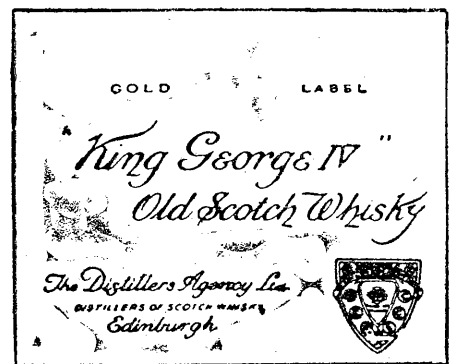 GOLD LABEL
"King George IV"
Old Scotch Whisky
The Distillers Agency Ltd
DISTILLERS OF SCOTCH WHISKY
Edinburgh